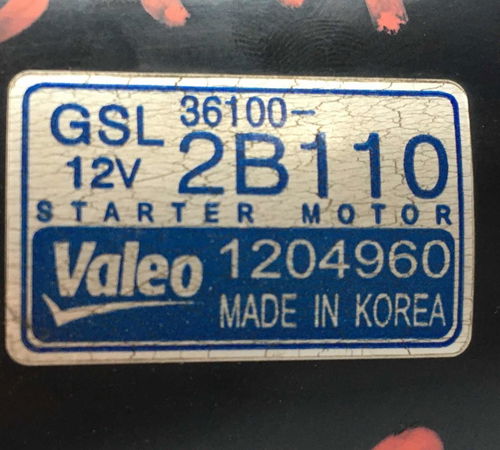 GSL 36100-
12V 2B110
STARTER MOTOR
Valeo 1204960
MADE IN KOREA